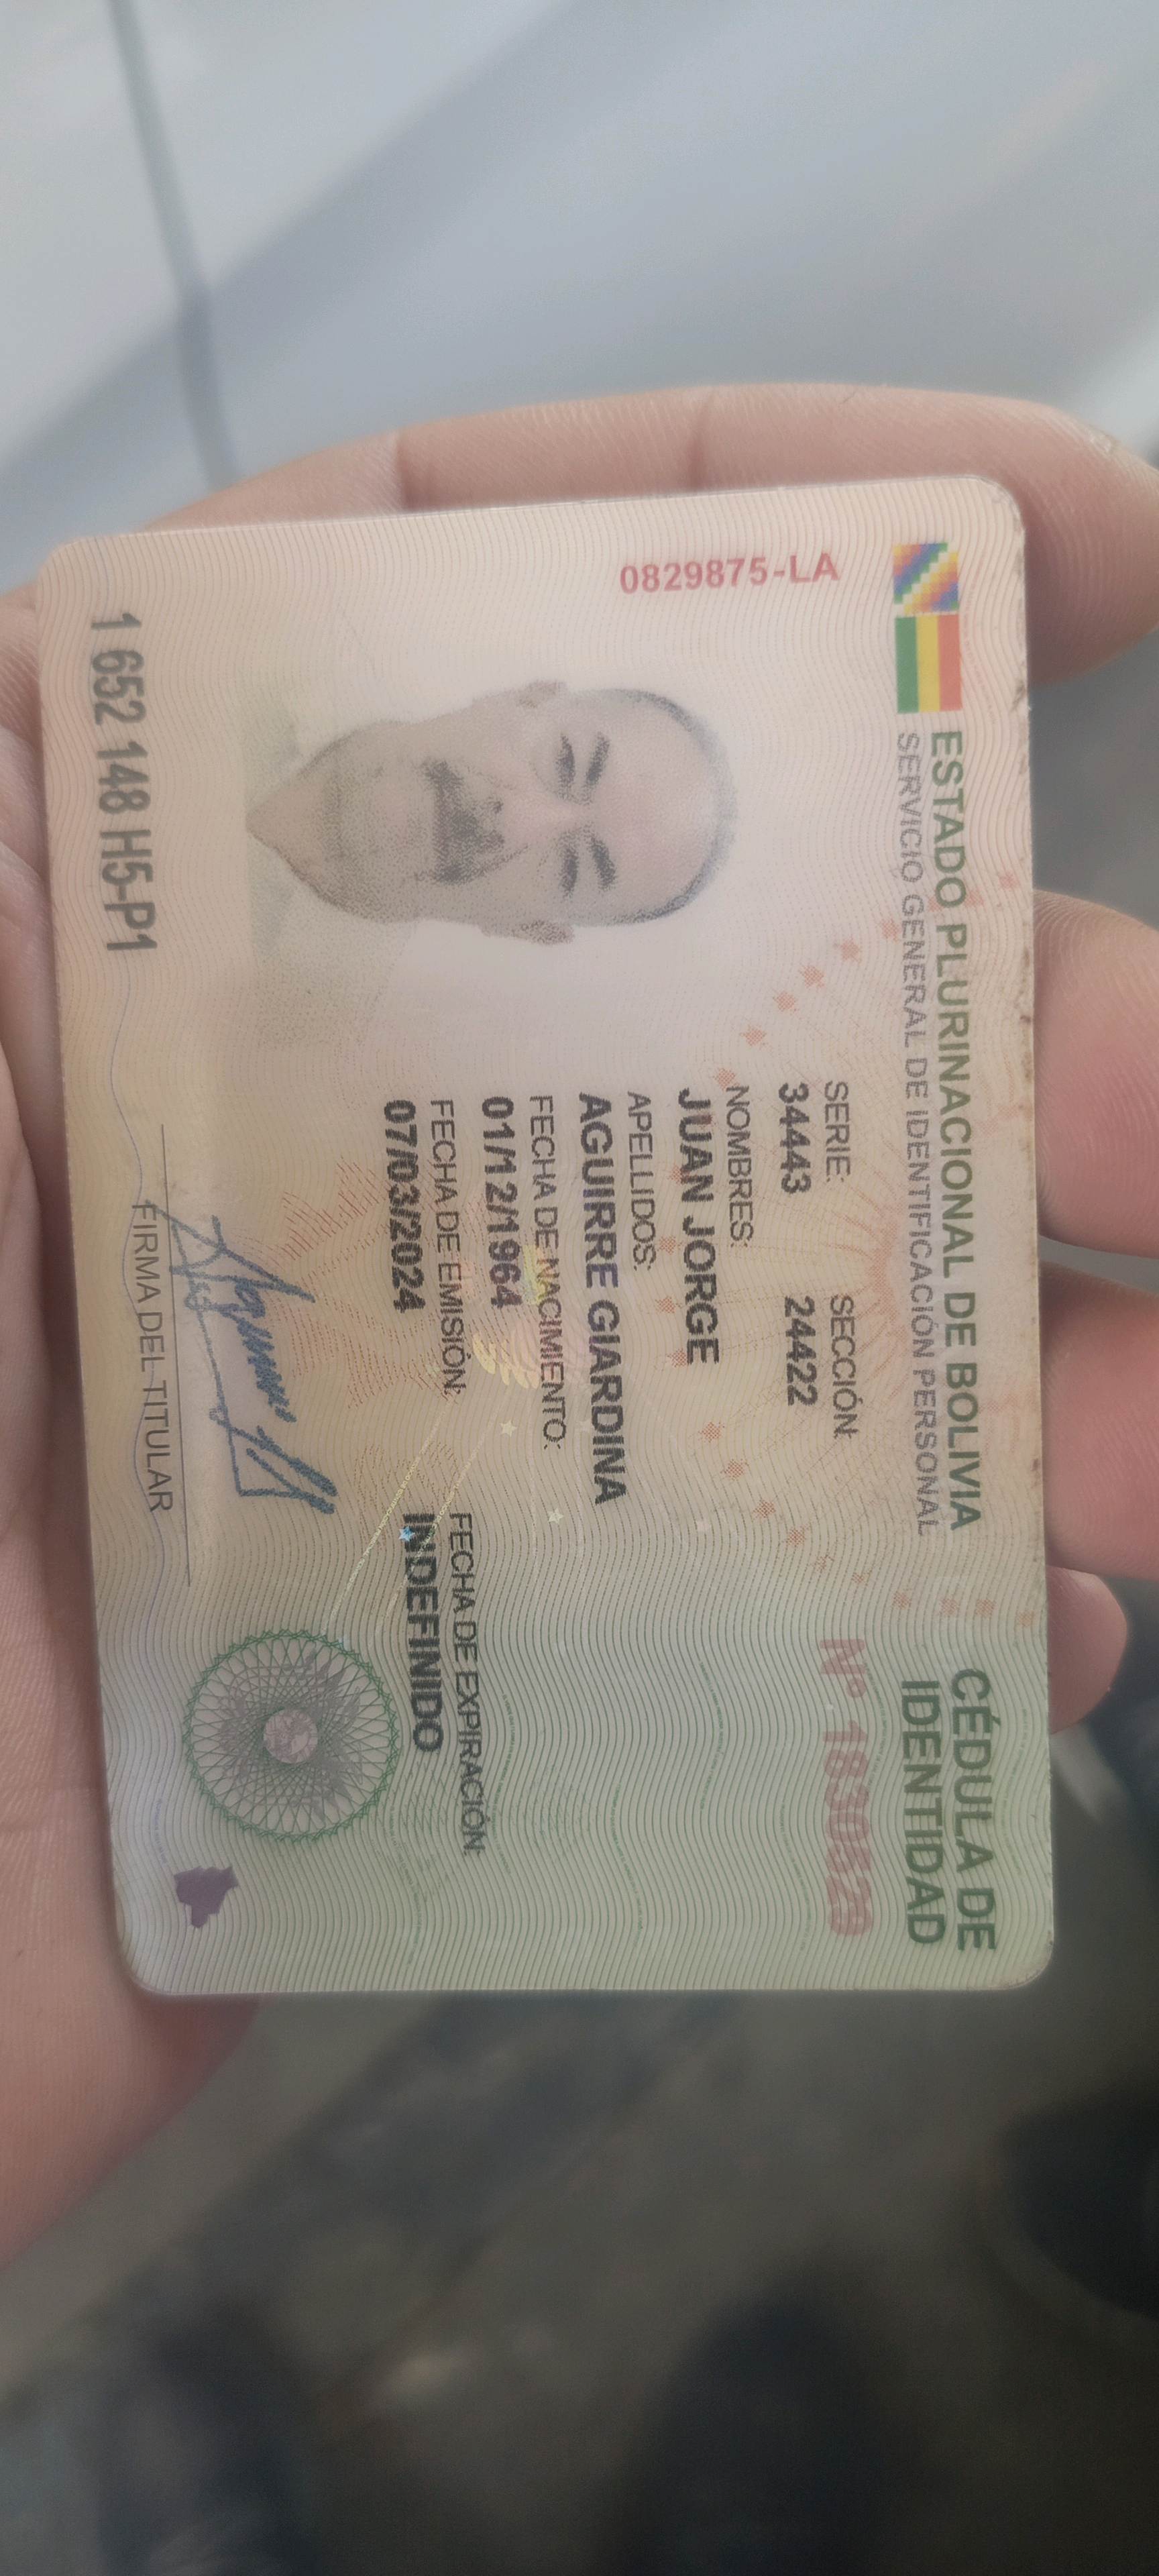 ESTADO PLURINACIONAL DE BOLIVIA
SERVICIO GENERAL DE IDENTIFICACIÓN PERSONAL
CÉDULA DE
IDENTIDAD
0829875-LA
SERIE: SECCIÓN:
34443 24422
Nº 1830529
NOMBRES:
JUAN JORGE
APELLIDOS:
AGUIRRE GIARDINA
FECHA DE NACIMIENTO:
01/12/1964
FECHA DE EMISIÓN: FECHA DE EXPIRACIÓN:
07/03/2024 INDEFINIDO
FIRMA DEL TITULAR
1 652 148 H5-P1